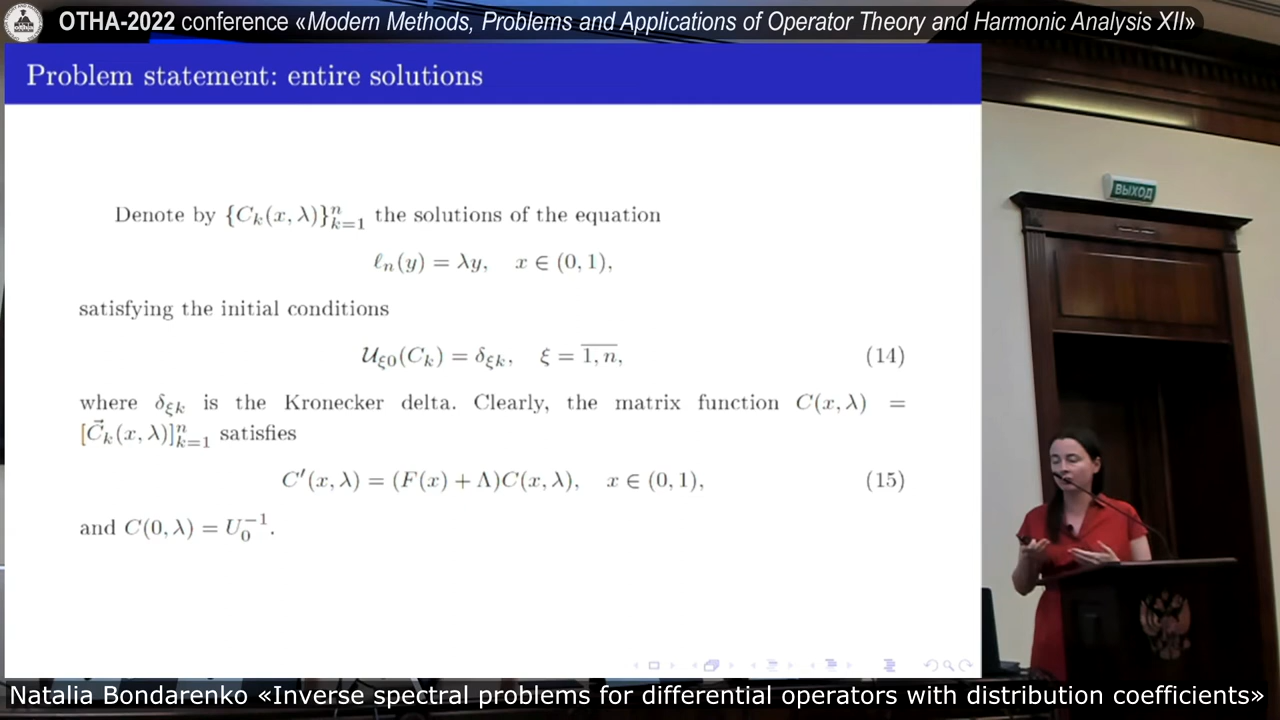 OTHA-2022 conference «Modern Methods, Problems and Applications of Operator Theory and Harmonic Analysis XII»
Problem statement: entire solutions
Denote by {C_k(x, λ)}_{k=1}^n the solutions of the equation
ℓ_n(y) = λy, x ∈ (0, 1),
satisfying the initial conditions
𝒰_{ξ0}(C_k) = δ_{ξk}, ξ = \overline{1, n}, (14)
where δ_{ξk} is the Kronecker delta. Clearly, the matrix function C(x, λ) =
[\vec{C}_k(x, λ)]_{k=1}^n satisfies
C′(x, λ) = (F(x) + Λ)C(x, λ), x ∈ (0, 1), (15)
and C(0, λ) = U_0^{−1}.
ВЫХОД
Natalia Bondarenko «Inverse spectral problems for differential operators with distribution coefficients»